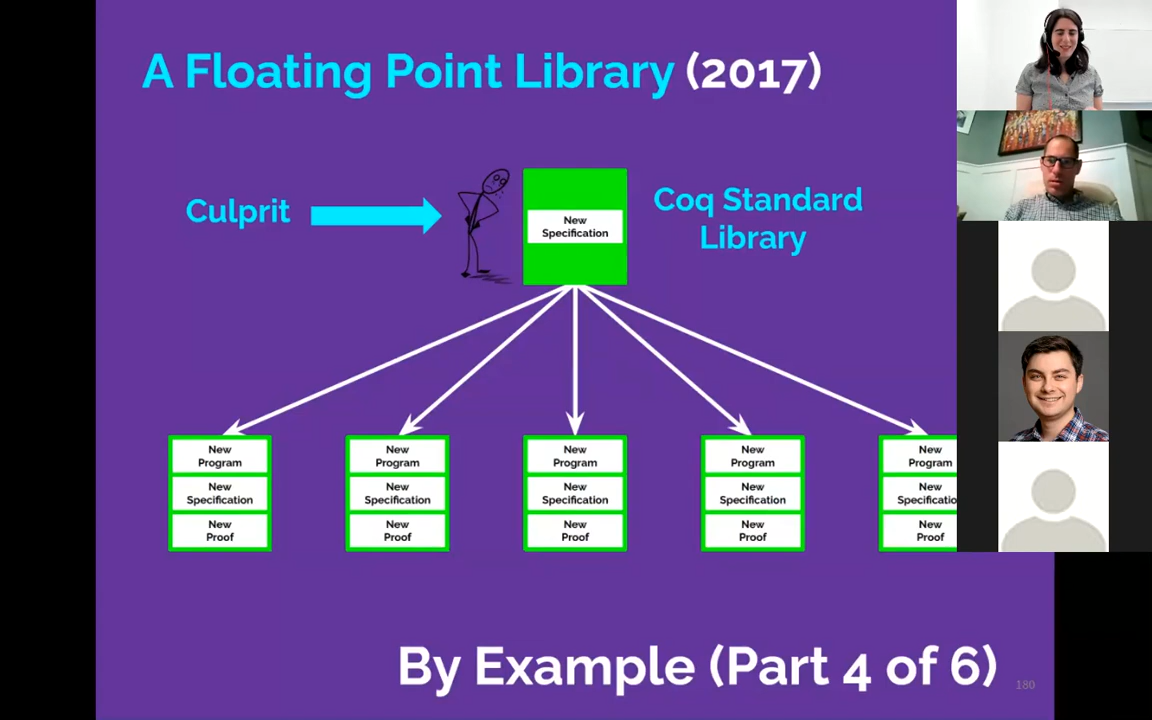 A Floating Point Library (2017)
Culprit
New
Specification
Coq Standard
Library
New
Program
New
Specification
New
Proof
New
Program
New
Specification
New
Proof
New
Program
New
Specification
New
Proof
New
Program
New
Specification
New
Proof
New
Program
New
Specificatio
New
Proof
By Example (Part 4 of 6)
180